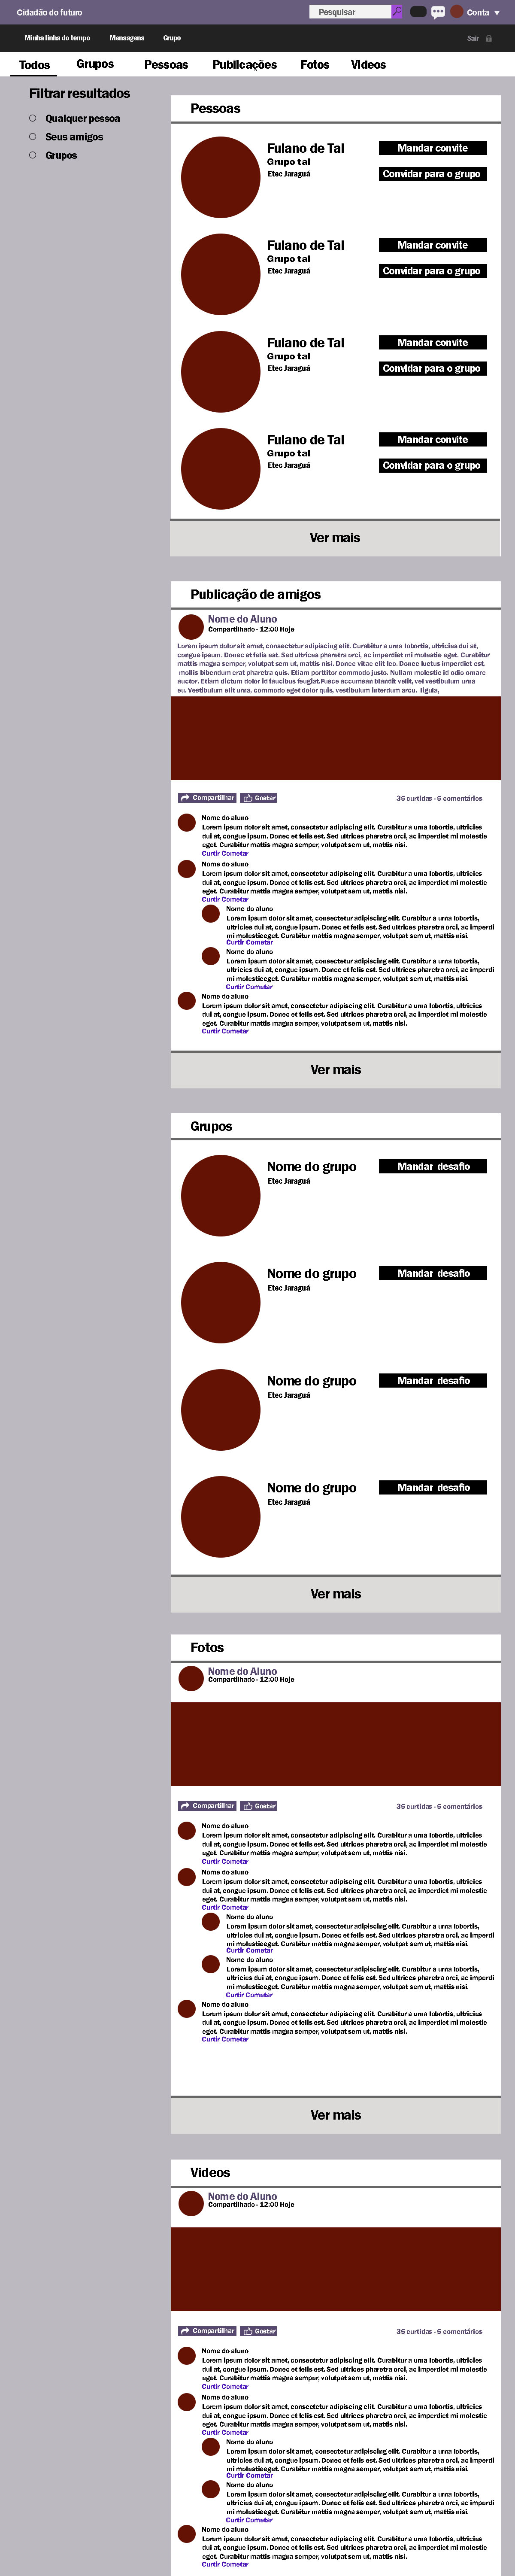 Cidadão do futuro
Pesquisar
Conta
Minha linha do tempo
Mensagens
Grupo
Sair
Todos
Grupos
Pessoas
Publicações
Fotos
Videos
Filtrar resultados
Qualquer pessoa
Seus amigos
Grupos
Pessoas
Fulano de Tal
Grupo tal
Etec Jaraguá
Mandar convite
Convidar para o grupo
Fulano de Tal
Grupo tal
Etec Jaraguá
Mandar convite
Convidar para o grupo
Fulano de Tal
Grupo tal
Etec Jaraguá
Mandar convite
Convidar para o grupo
Fulano de Tal
Grupo tal
Etec Jaraguá
Mandar convite
Convidar para o grupo
Ver mais
Publicação de amigos
Nome do Aluno
Compartilhado - 12:00 Hoje
Lorem ipsum dolor sit amet, consectetur adipiscing elit. Curabitur a urna lobortis, ultricies dui at,
congue ipsum. Donec et felis est. Sed ultrices pharetra orci, ac imperdiet mi molestie eget. Curabitur
mattis magna semper, volutpat sem ut, mattis nisi. Donec vitae elit leo. Donec luctus imperdiet est,
mollis bibendum erat pharetra quis. Etiam porttitor commodo justo. Nullam molestie id odio ornare
auctor. Etiam dictum dolor id faucibus feugiat.Fusce accumsan blandit velit, vel vestibulum urna
eu. Vestibulum elit urna, commodo eget dolor quis, vestibulum interdum arcu. ligula,
Compartilhar
Gostar
35 curtidas - 5 comentários
Nome do aluno
Lorem ipsum dolor sit amet, consectetur adipiscing elit. Curabitur a urna lobortis, ultricies
dui at, congue ipsum. Donec et felis est. Sed ultrices pharetra orci, ac imperdiet mi molestie
eget. Curabitur mattis magna semper, volutpat sem ut, mattis nisi.
Curtir Cometar
Nome do aluno
Lorem ipsum dolor sit amet, consectetur adipiscing elit. Curabitur a urna lobortis, ultricies
dui at, congue ipsum. Donec et felis est. Sed ultrices pharetra orci, ac imperdiet mi molestie
eget. Curabitur mattis magna semper, volutpat sem ut, mattis nisi.
Curtir Cometar
Nome do aluno
Lorem ipsum dolor sit amet, consectetur adipiscing elit. Curabitur a urna lobortis,
ultricies dui at, congue ipsum. Donec et felis est. Sed ultrices pharetra orci, ac imperdi
mi molestieeget. Curabitur mattis magna semper, volutpat sem ut, mattis nisi.
Curtir Cometar
Nome do aluno
Lorem ipsum dolor sit amet, consectetur adipiscing elit. Curabitur a urna lobortis,
ultricies dui at, congue ipsum. Donec et felis est. Sed ultrices pharetra orci, ac imperdi
mi molestieeget. Curabitur mattis magna semper, volutpat sem ut, mattis nisi.
Curtir Cometar
Nome do aluno
Lorem ipsum dolor sit amet, consectetur adipiscing elit. Curabitur a urna lobortis, ultricies
dui at, congue ipsum. Donec et felis est. Sed ultrices pharetra orci, ac imperdiet mi molestie
eget. Curabitur mattis magna semper, volutpat sem ut, mattis nisi.
Curtir Cometar
Ver mais
Grupos
Nome do grupo
Etec Jaraguá
Mandar desafio
Nome do grupo
Etec Jaraguá
Mandar desafio
Nome do grupo
Etec Jaraguá
Mandar desafio
Nome do grupo
Etec Jaraguá
Mandar desafio
Ver mais
Fotos
Nome do Aluno
Compartilhado - 12:00 Hoje
Compartilhar
Gostar
35 curtidas - 5 comentários
Nome do aluno
Lorem ipsum dolor sit amet, consectetur adipiscing elit. Curabitur a urna lobortis, ultricies
dui at, congue ipsum. Donec et felis est. Sed ultrices pharetra orci, ac imperdiet mi molestie
eget. Curabitur mattis magna semper, volutpat sem ut, mattis nisi.
Curtir Cometar
Nome do aluno
Lorem ipsum dolor sit amet, consectetur adipiscing elit. Curabitur a urna lobortis, ultricies
dui at, congue ipsum. Donec et felis est. Sed ultrices pharetra orci, ac imperdiet mi molestie
eget. Curabitur mattis magna semper, volutpat sem ut, mattis nisi.
Curtir Cometar
Nome do aluno
Lorem ipsum dolor sit amet, consectetur adipiscing elit. Curabitur a urna lobortis,
ultricies dui at, congue ipsum. Donec et felis est. Sed ultrices pharetra orci, ac imperdi
mi molestieeget. Curabitur mattis magna semper, volutpat sem ut, mattis nisi.
Curtir Cometar
Nome do aluno
Lorem ipsum dolor sit amet, consectetur adipiscing elit. Curabitur a urna lobortis,
ultricies dui at, congue ipsum. Donec et felis est. Sed ultrices pharetra orci, ac imperdi
mi molestieeget. Curabitur mattis magna semper, volutpat sem ut, mattis nisi.
Curtir Cometar
Nome do aluno
Lorem ipsum dolor sit amet, consectetur adipiscing elit. Curabitur a urna lobortis, ultricies
dui at, congue ipsum. Donec et felis est. Sed ultrices pharetra orci, ac imperdiet mi molestie
eget. Curabitur mattis magna semper, volutpat sem ut, mattis nisi.
Curtir Cometar
Ver mais
Videos
Nome do Aluno
Compartilhado - 12:00 Hoje
Compartilhar
Gostar
35 curtidas - 5 comentários
Nome do aluno
Lorem ipsum dolor sit amet, consectetur adipiscing elit. Curabitur a urna lobortis, ultricies
dui at, congue ipsum. Donec et felis est. Sed ultrices pharetra orci, ac imperdiet mi molestie
eget. Curabitur mattis magna semper, volutpat sem ut, mattis nisi.
Curtir Cometar
Nome do aluno
Lorem ipsum dolor sit amet, consectetur adipiscing elit. Curabitur a urna lobortis, ultricies
dui at, congue ipsum. Donec et felis est. Sed ultrices pharetra orci, ac imperdiet mi molestie
eget. Curabitur mattis magna semper, volutpat sem ut, mattis nisi.
Curtir Cometar
Nome do aluno
Lorem ipsum dolor sit amet, consectetur adipiscing elit. Curabitur a urna lobortis,
ultricies dui at, congue ipsum. Donec et felis est. Sed ultrices pharetra orci, ac imperdi
mi molestieeget. Curabitur mattis magna semper, volutpat sem ut, mattis nisi.
Curtir Cometar
Nome do aluno
Lorem ipsum dolor sit amet, consectetur adipiscing elit. Curabitur a urna lobortis,
ultricies dui at, congue ipsum. Donec et felis est. Sed ultrices pharetra orci, ac imperdi
mi molestieeget. Curabitur mattis magna semper, volutpat sem ut, mattis nisi.
Curtir Cometar
Nome do aluno
Lorem ipsum dolor sit amet, consectetur adipiscing elit. Curabitur a urna lobortis, ultricies
dui at, congue ipsum. Donec et felis est. Sed ultrices pharetra orci, ac imperdiet mi molestie
eget. Curabitur mattis magna semper, volutpat sem ut, mattis nisi.
Curtir Cometar